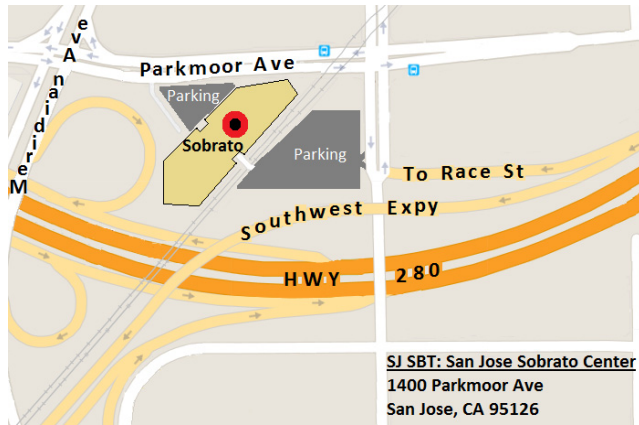 Meridian Ave
Parkmoor Ave
Parking
Sobrato
Parking
To Race St
Southwest Expy
HWY 280
SJ SBT: San Jose Sobrato Center
1400 Parkmoor Ave
San Jose, CA 95126